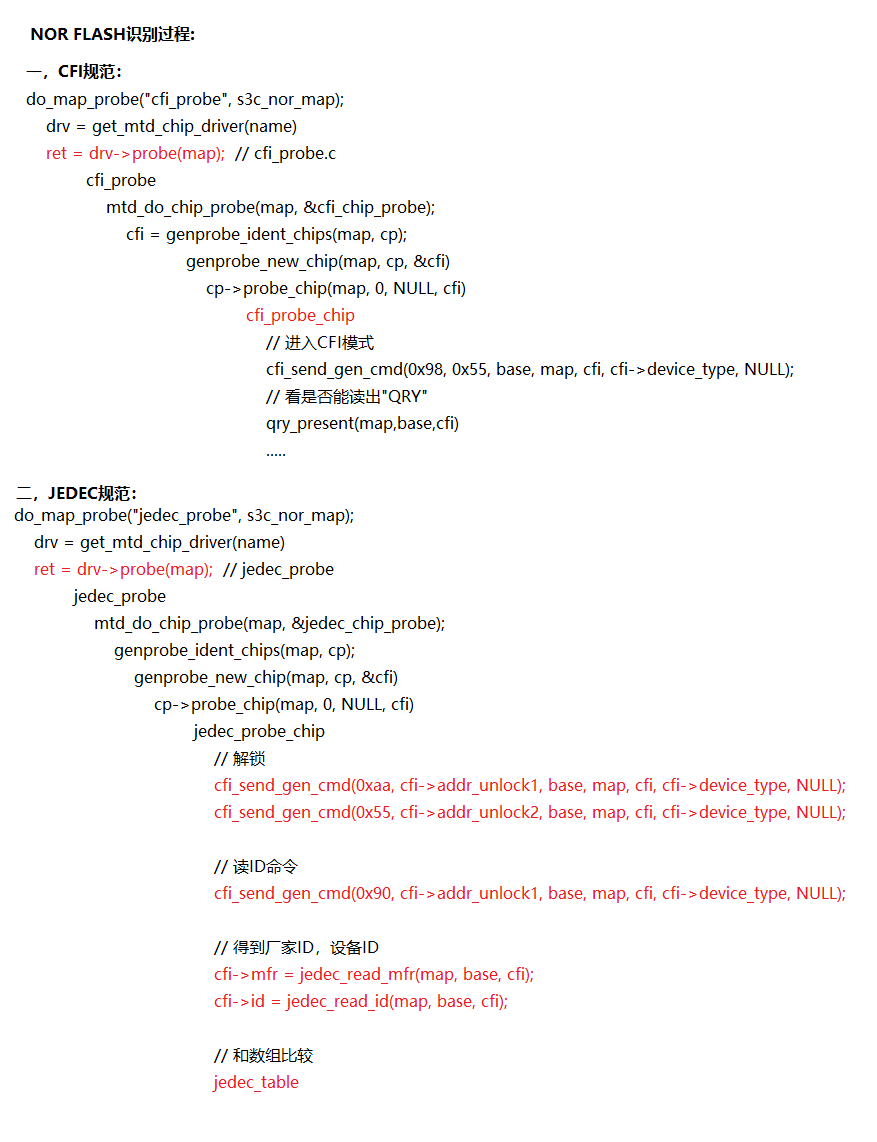 NOR FLASH识别过程:
一，CFI规范：
do_map_probe("cfi_probe", s3c_nor_map);
drv = get_mtd_chip_driver(name)
ret = drv->probe(map);  // cfi_probe.c
cfi_probe
mtd_do_chip_probe(map, &cfi_chip_probe);
cfi = genprobe_ident_chips(map, cp);
genprobe_new_chip(map, cp, &cfi)
cp->probe_chip(map, 0, NULL, cfi)
cfi_probe_chip
// 进入CFI模式
cfi_send_gen_cmd(0x98, 0x55, base, map, cfi, cfi->device_type, NULL);
// 看是否能读出"QRY"
qry_present(map,base,cfi)
.....
二，JEDEC规范：
do_map_probe("jedec_probe", s3c_nor_map);
drv = get_mtd_chip_driver(name)
ret = drv->probe(map);  // jedec_probe
jedec_probe
mtd_do_chip_probe(map, &jedec_chip_probe);
genprobe_ident_chips(map, cp);
genprobe_new_chip(map, cp, &cfi)
cp->probe_chip(map, 0, NULL, cfi)
jedec_probe_chip
// 解锁
cfi_send_gen_cmd(0xaa, cfi->addr_unlock1, base, map, cfi, cfi->device_type, NULL);
cfi_send_gen_cmd(0x55, cfi->addr_unlock2, base, map, cfi, cfi->device_type, NULL);
// 读ID命令
cfi_send_gen_cmd(0x90, cfi->addr_unlock1, base, map, cfi, cfi->device_type, NULL);
// 得到厂家ID，设备ID
cfi->mfr = jedec_read_mfr(map, base, cfi);
cfi->id = jedec_read_id(map, base, cfi);
// 和数组比较
jedec_table